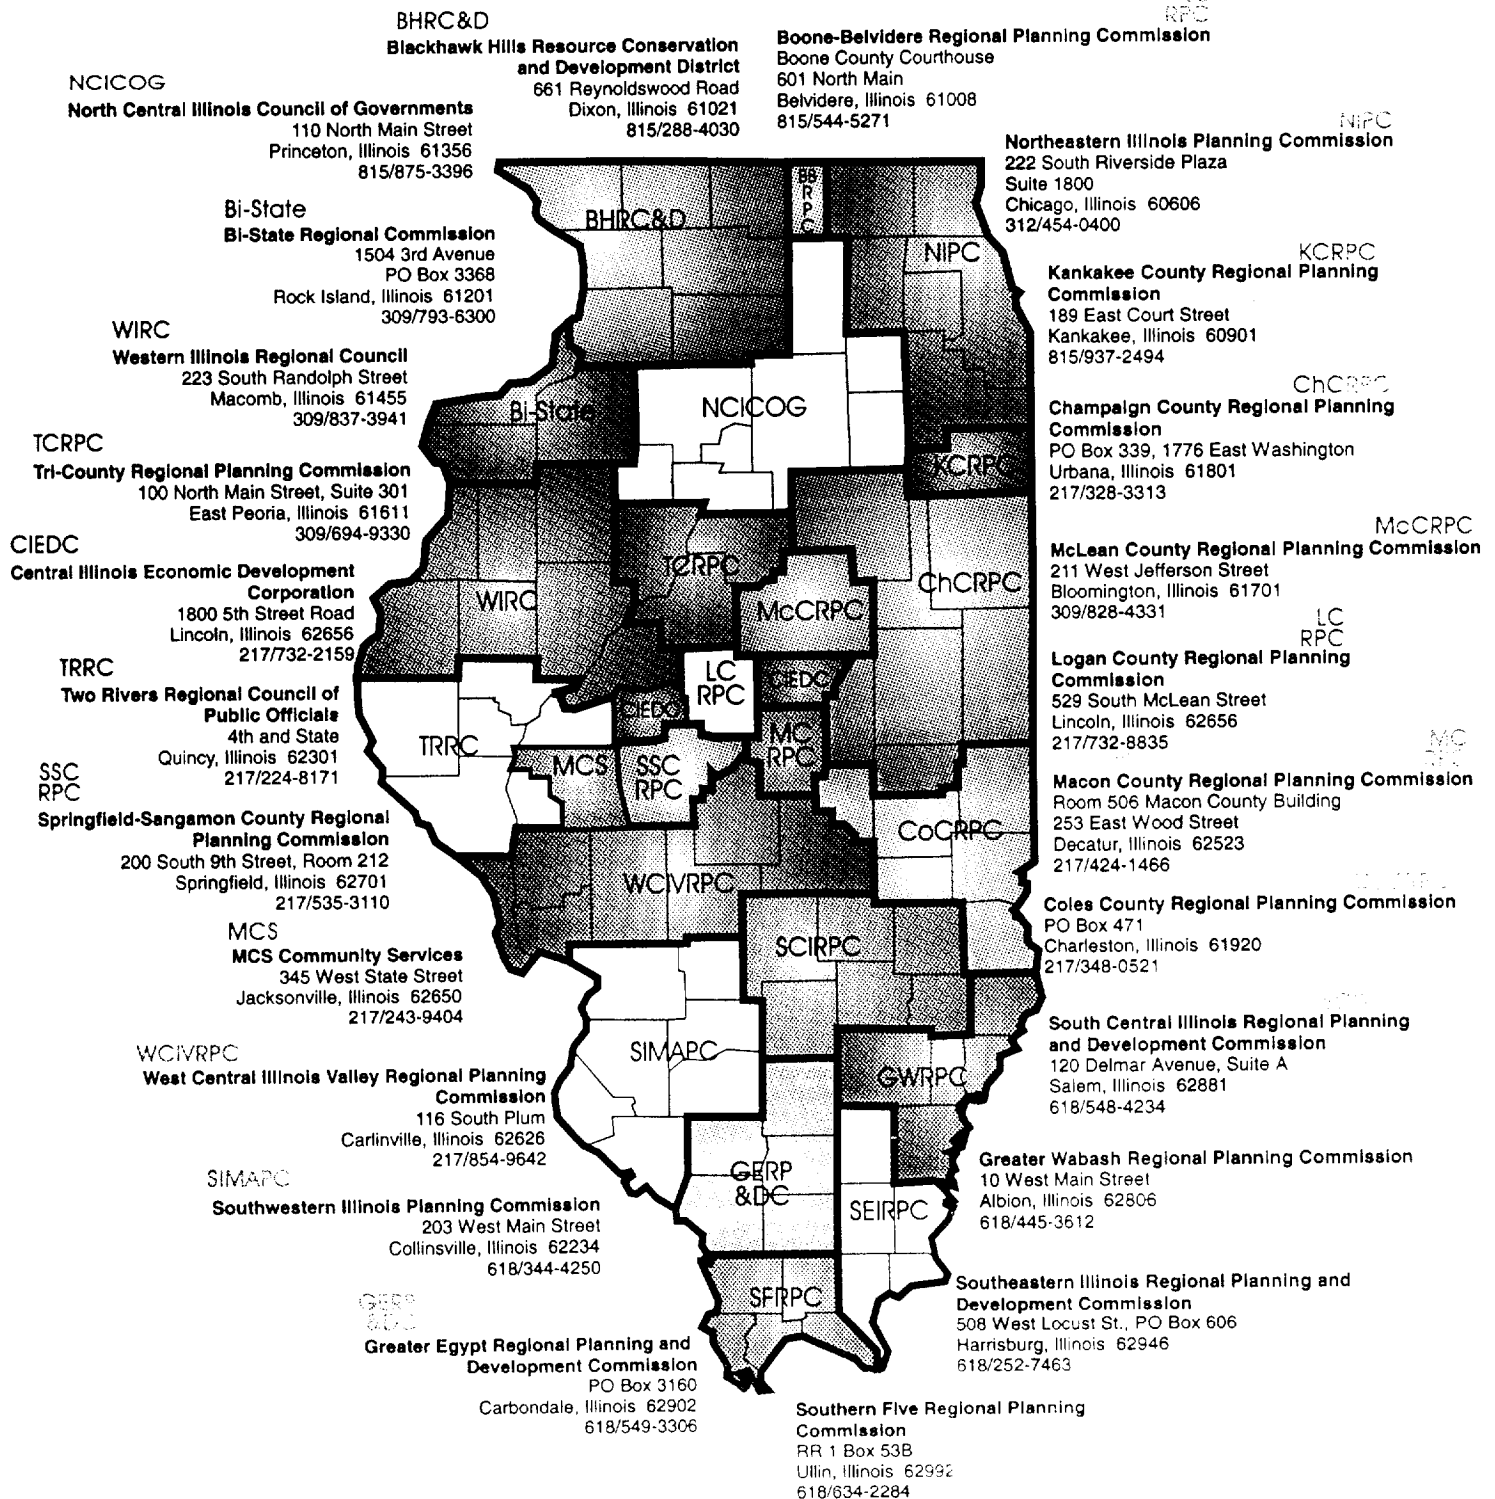 BHRC&D
Blackhawk Hills Resource Conservation
and Development District
661 Reynoldswood Road
Dixon, Illinois 61021
815/288-4030
RPC
Boone-Belvidere Regional Planning Commission
Boone County Courthouse
601 North Main
Belvidere, Illinois 61008
815/544-5271
NCICOG
North Central Illinois Council of Governments
110 North Main Street
Princeton, Illinois 61356
815/875-3396
NIPC
Northeastern Illinois Planning Commission
222 South Riverside Plaza
Suite 1800
Chicago, Illinois 60606
312/454-0400
Bi-State
Bi-State Regional Commission
1504 3rd Avenue
PO Box 3368
Rock Island, Illinois 61201
309/793-6300
KCRPC
Kankakee County Regional Planning
Commission
189 East Court Street
Kankakee, Illinois 60901
815/937-2494
WIRC
Western Illinois Regional Council
223 South Randolph Street
Macomb, Illinois 61455
309/837-3941
ChCRPC
Champaign County Regional Planning
Commission
PO Box 339, 1776 East Washington
Urbana, Illinois 61801
217/328-3313
TCRPC
Tri-County Regional Planning Commission
100 North Main Street, Suite 301
East Peoria, Illinois 61611
309/694-9330
McCRPC
McLean County Regional Planning Commission
211 West Jefferson Street
Bloomington, Illinois 61701
309/828-4331
CIEDC
Central Illinois Economic Development
Corporation
1800 5th Street Road
Lincoln, Illinois 62656
217/732-2159
LC
RPC
Logan County Regional Planning
Commission
529 South McLean Street
Lincoln, Illinois 62656
217/732-8835
TRRC
Two Rivers Regional Council of
Public Officials
4th and State
Quincy, Illinois 62301
217/224-8171
MC
Macon County Regional Planning Commission
Room 506 Macon County Building
253 East Wood Street
Decatur, Illinois 62523
217/424-1466
SSC
RPC
Springfield-Sangamon County Regional
Planning Commission
200 South 9th Street, Room 212
Springfield, Illinois 62701
217/535-3110
Coles County Regional Planning Commission
PO Box 471
Charleston, Illinois 61920
217/348-0521
MCS
MCS Community Services
345 West State Street
Jacksonville, Illinois 62650
217/243-9404
South Central Illinois Regional Planning
and Development Commission
120 Delmar Avenue, Suite A
Salem, Illinois 62881
618/548-4234
WCIVRPC
West Central Illinois Valley Regional Planning
Commission
116 South Plum
Carlinville, Illinois 62626
217/854-9642
Greater Wabash Regional Planning Commission
10 West Main Street
Albion, Illinois 62806
618/445-3612
SIMAPC
Southwestern Illinois Planning Commission
203 West Main Street
Collinsville, Illinois 62234
618/344-4250
Southeastern Illinois Regional Planning and
Development Commission
508 West Locust St., PO Box 606
Harrisburg, Illinois 62946
618/252-7463
GERP
&DC
Greater Egypt Regional Planning and
Development Commission
PO Box 3160
Carbondale, Illinois 62902
618/549-3306
Southern Five Regional Planning
Commission
RR 1 Box 53B
Ullin, Illinois 62992
618/634-2284
BHRC&D
BB
R
P
C
NIPC
Bi-State
NCICOG
KCRPC
TCRPC
ChCRPC
WIRC
McCRPC
LC
RPC
CIEDC
CIEDC
TRRC
MCS
SSC
RPC
MC
RPC
CoCRPC
WCIVRPC
SCIRPC
SIMAPC
GWRPC
GERP
&DC
SEIRPC
SFRPC